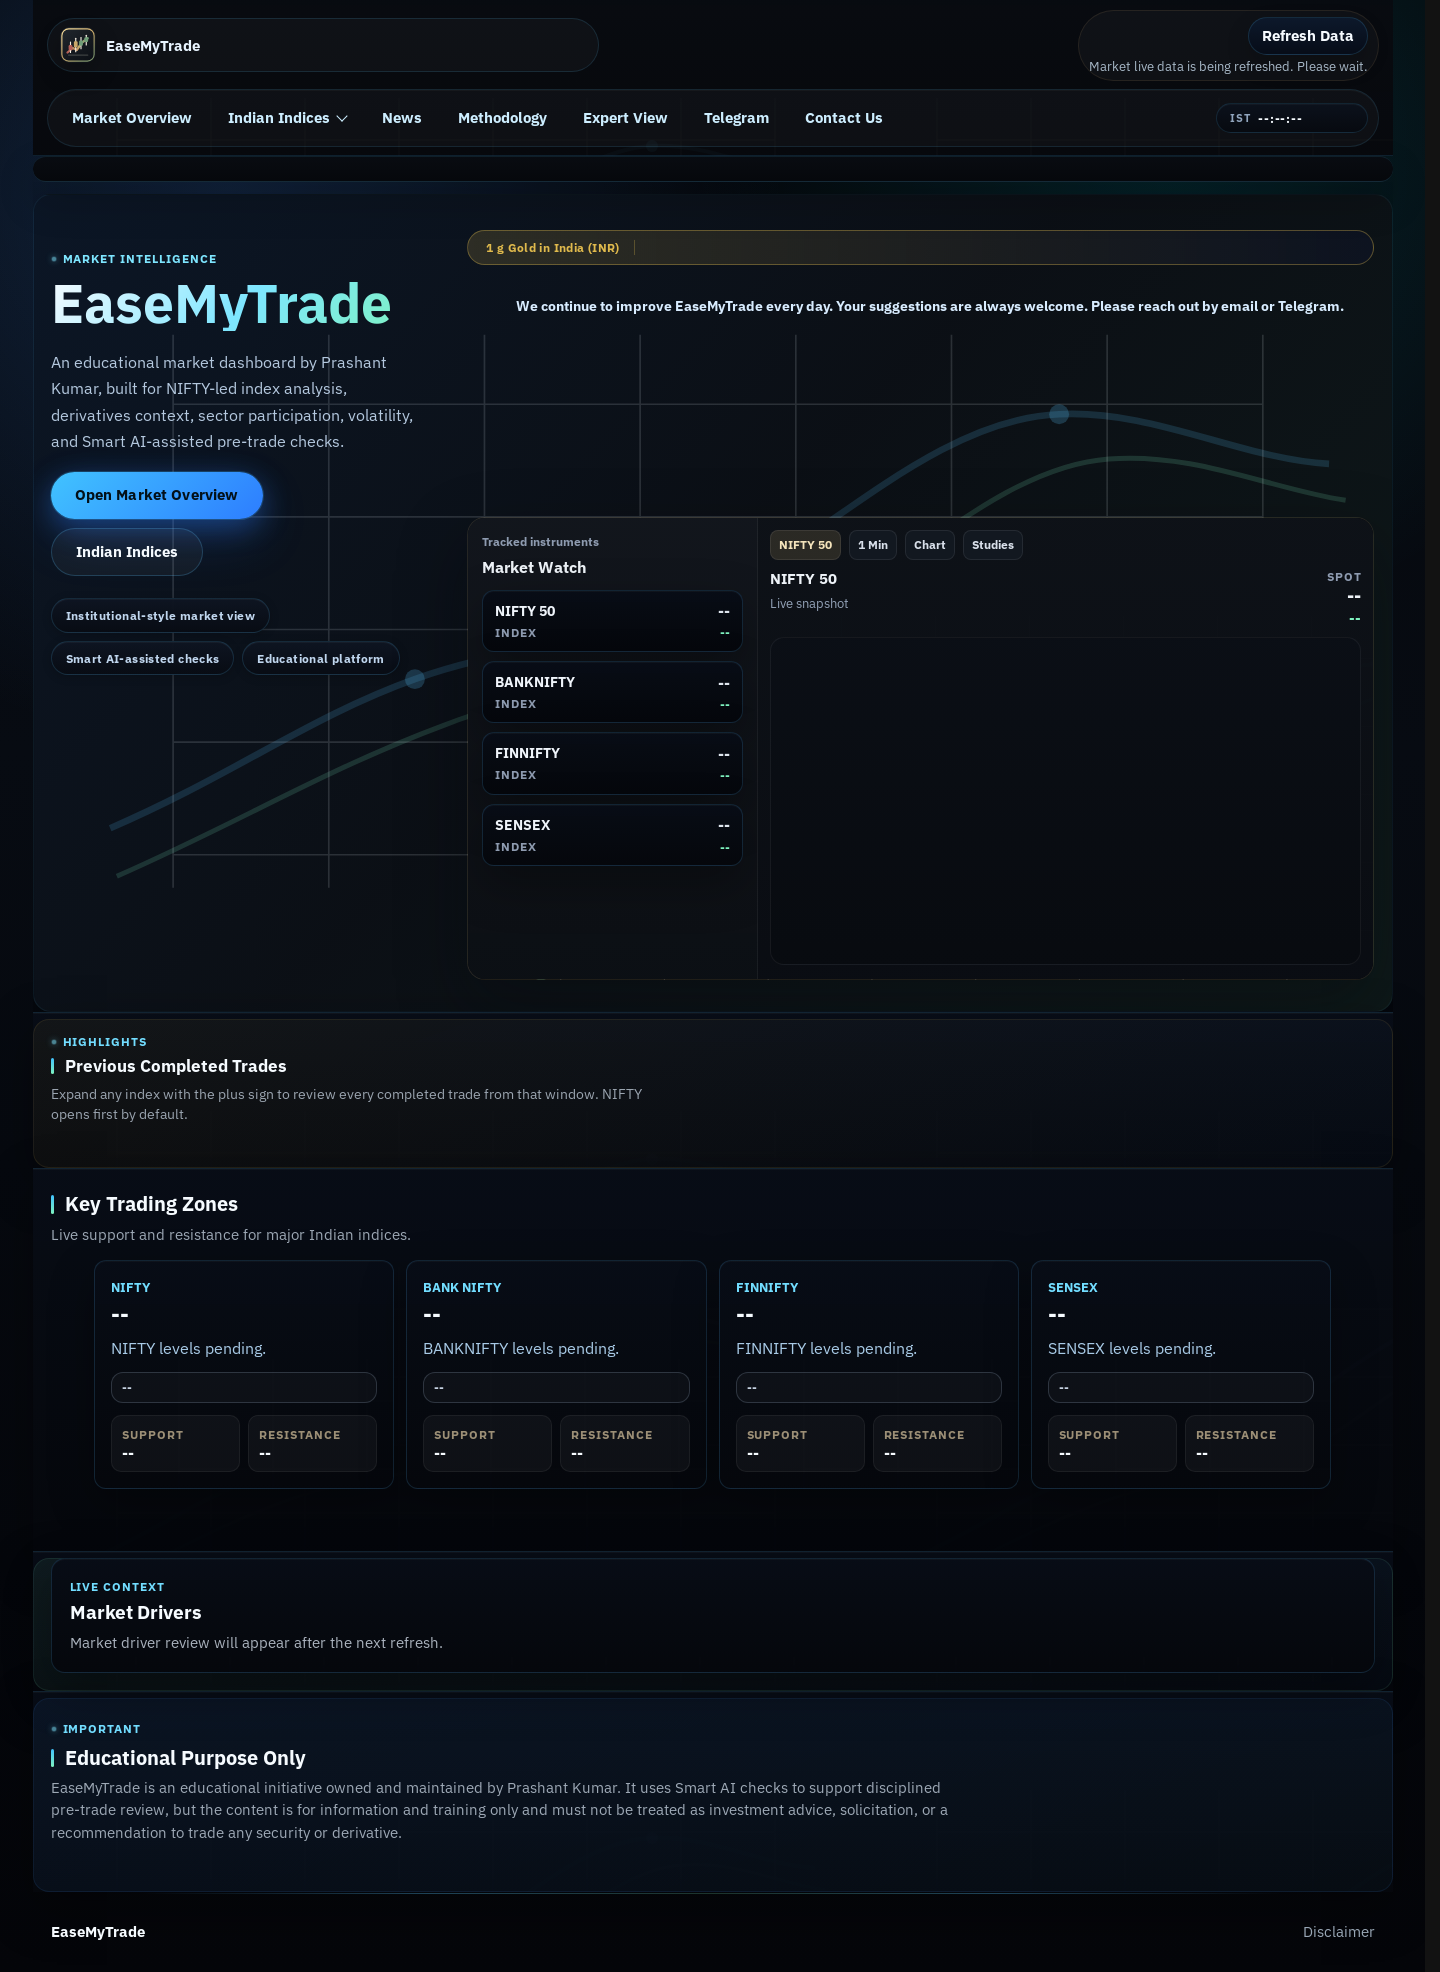 EaseMyTrade
Refresh Data
Market live data is being refreshed. Please wait.
Market Overview
Indian Indices
News
Methodology
Expert View
Telegram
Contact Us
IST --:--:--
MARKET INTELLIGENCE
EaseMyTrade
An educational market dashboard by Prashant
Kumar, built for NIFTY-led index analysis,
derivatives context, sector participation, volatility,
and Smart AI-assisted pre-trade checks.
Open Market Overview
Indian Indices
Institutional-style market view
Smart AI-assisted checks
Educational platform
1 g Gold in India (INR)
We continue to improve EaseMyTrade every day. Your suggestions are always welcome. Please reach out by email or Telegram.
Tracked instruments
Market Watch
NIFTY 50 --
INDEX --
BANKNIFTY --
INDEX --
FINNIFTY --
INDEX --
SENSEX --
INDEX --
NIFTY 50
1 Min
Chart
Studies
NIFTY 50
Live snapshot
SPOT
--
--
HIGHLIGHTS
Previous Completed Trades
Expand any index with the plus sign to review every completed trade from that window. NIFTY
opens first by default.
Key Trading Zones
Live support and resistance for major Indian indices.
NIFTY
--
NIFTY levels pending.
--
SUPPORT
--
RESISTANCE
--
BANK NIFTY
--
BANKNIFTY levels pending.
--
SUPPORT
--
RESISTANCE
--
FINNIFTY
--
FINNIFTY levels pending.
--
SUPPORT
--
RESISTANCE
--
SENSEX
--
SENSEX levels pending.
--
SUPPORT
--
RESISTANCE
--
LIVE CONTEXT
Market Drivers
Market driver review will appear after the next refresh.
IMPORTANT
Educational Purpose Only
EaseMyTrade is an educational initiative owned and maintained by Prashant Kumar. It uses Smart AI checks to support disciplined
pre-trade review, but the content is for information and training only and must not be treated as investment advice, solicitation, or a
recommendation to trade any security or derivative.
EaseMyTrade
Disclaimer